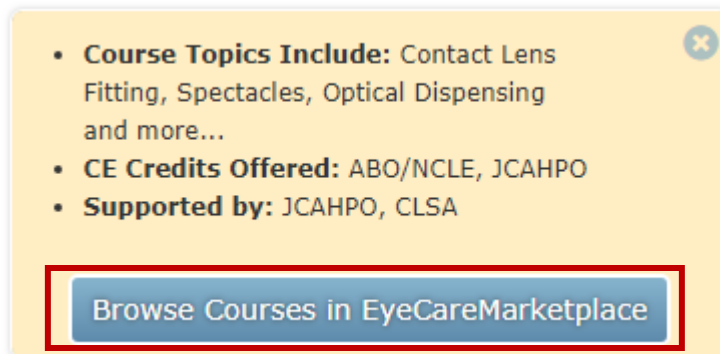 • Course Topics Include: Contact Lens
Fitting, Spectacles, Optical Dispensing
and more...
• CE Credits Offered: ABO/NCLE, JCAHPO
• Supported by: JCAHPO, CLSA
Browse Courses in EyeCareMarketplace